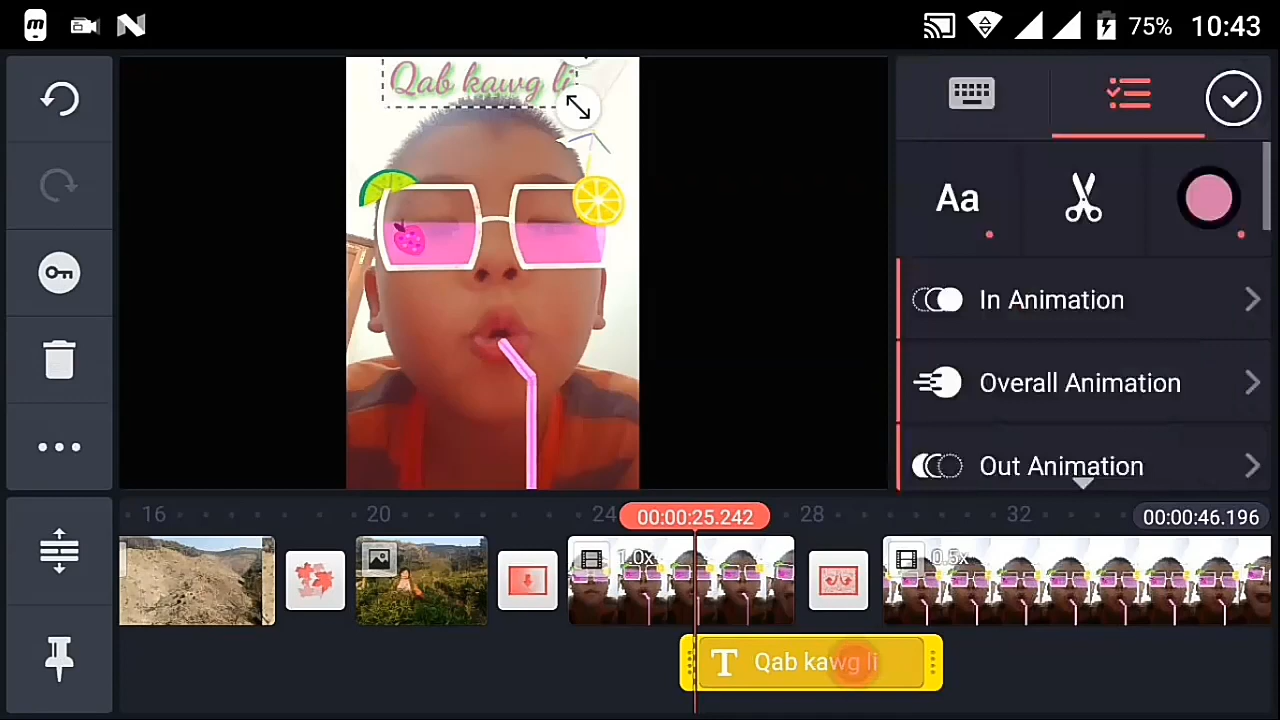 75% 10:43
Qab kawg li
Aa
In Animation
Overall Animation
Out Animation
16 20 24 00:00:25.242 28 32 00:00:46.196
1.0x 0.5x
T Qab kawg li